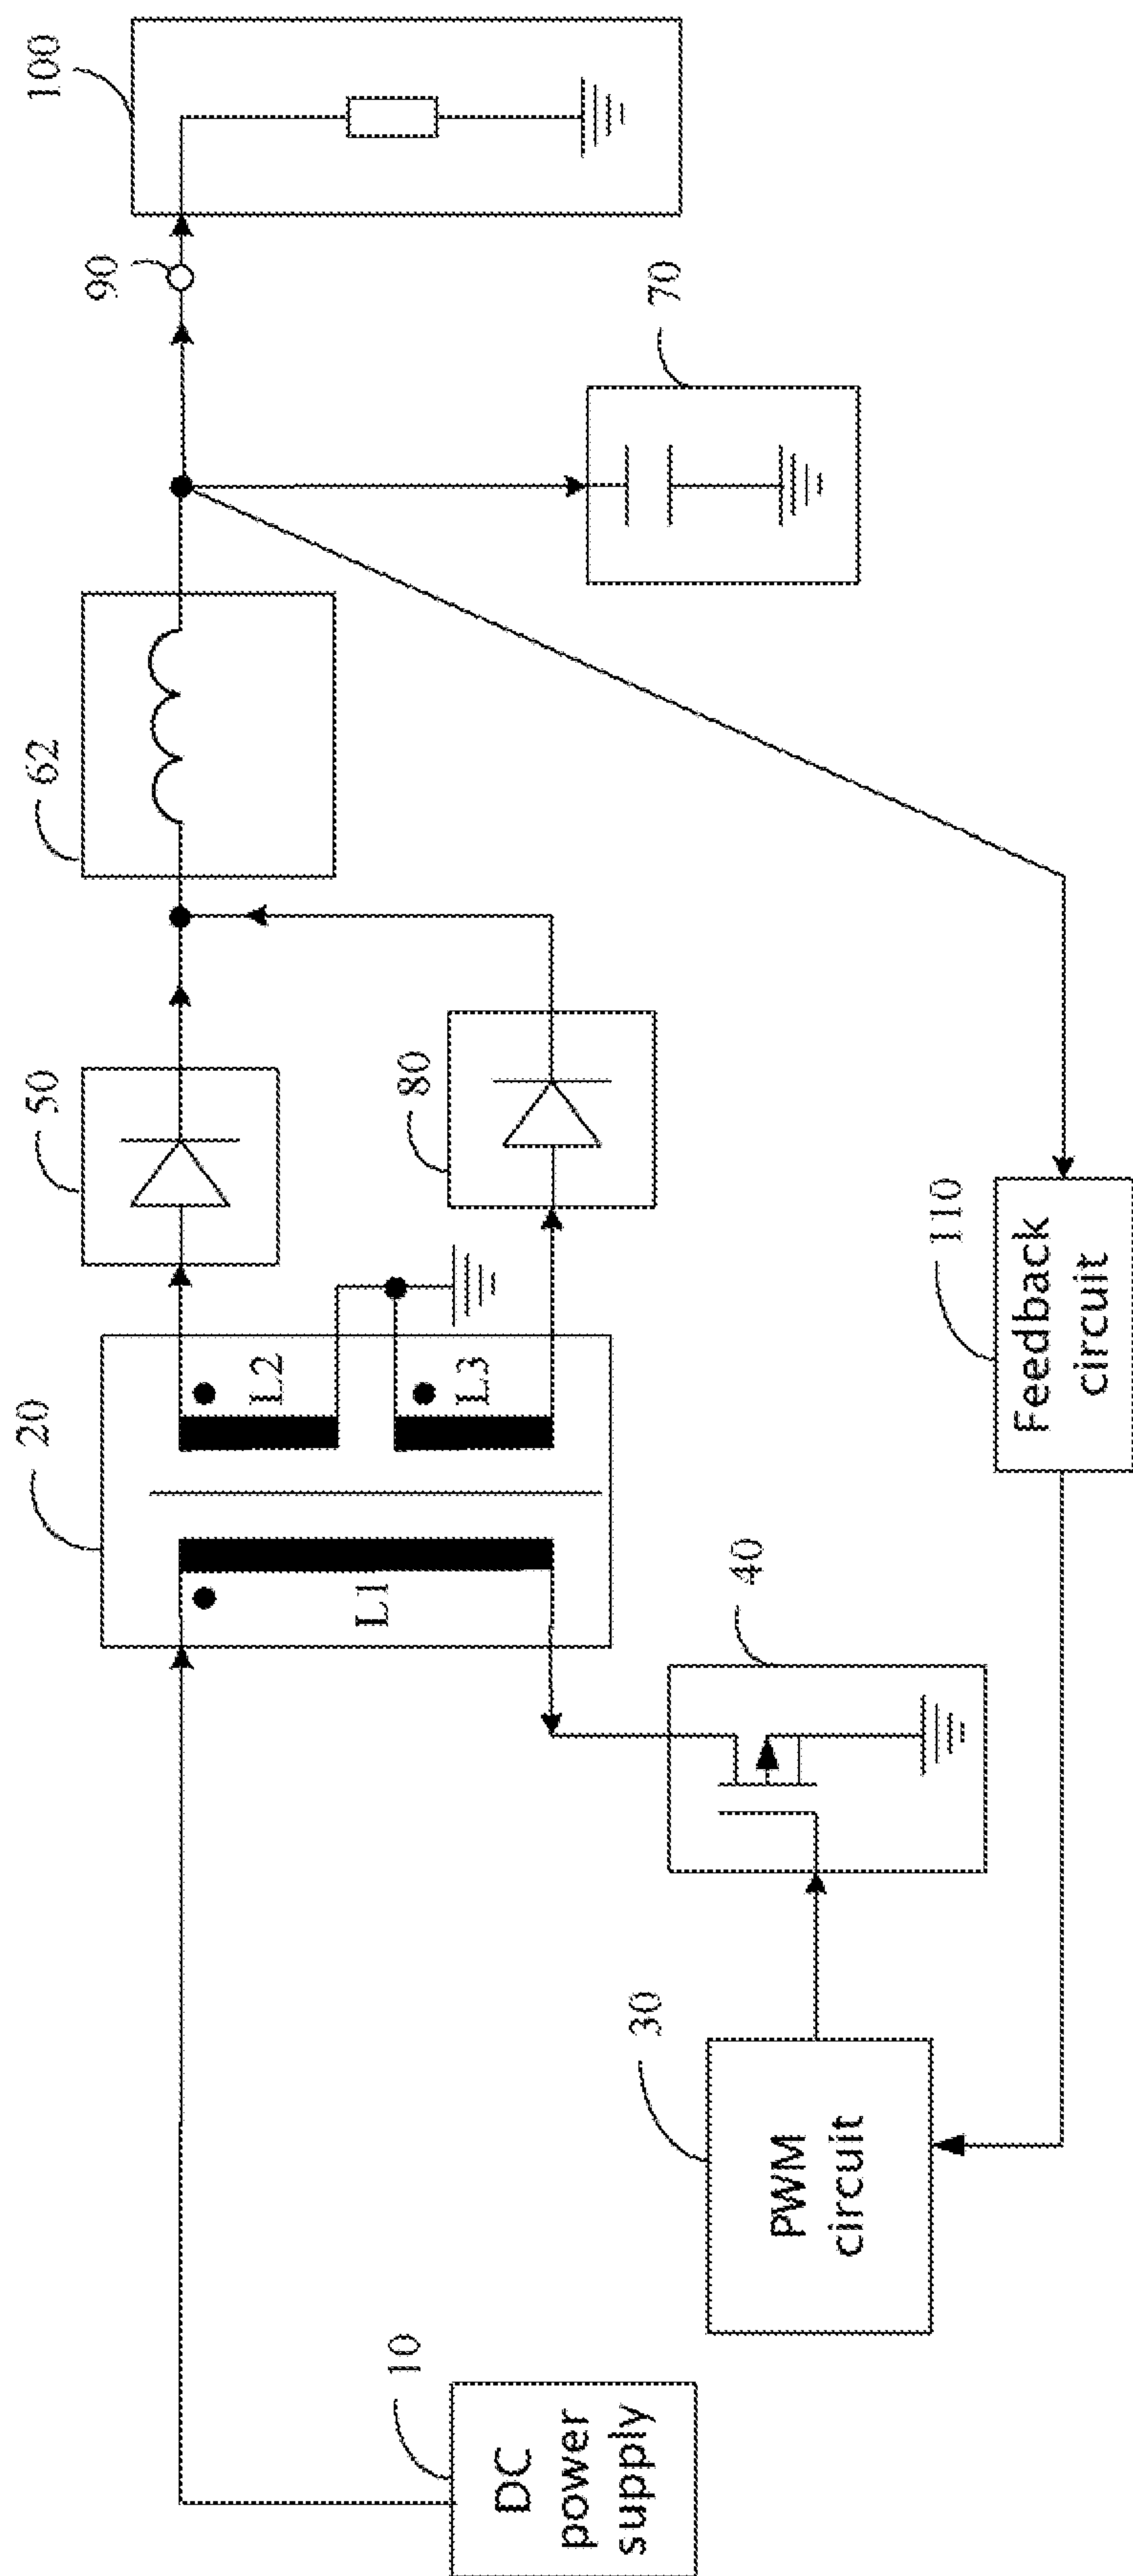 10
DC
power
supply
20
L1
L2
L3
30
PWM
circuit
40
50
80
62
70
90
100
110
Feedback
circuit